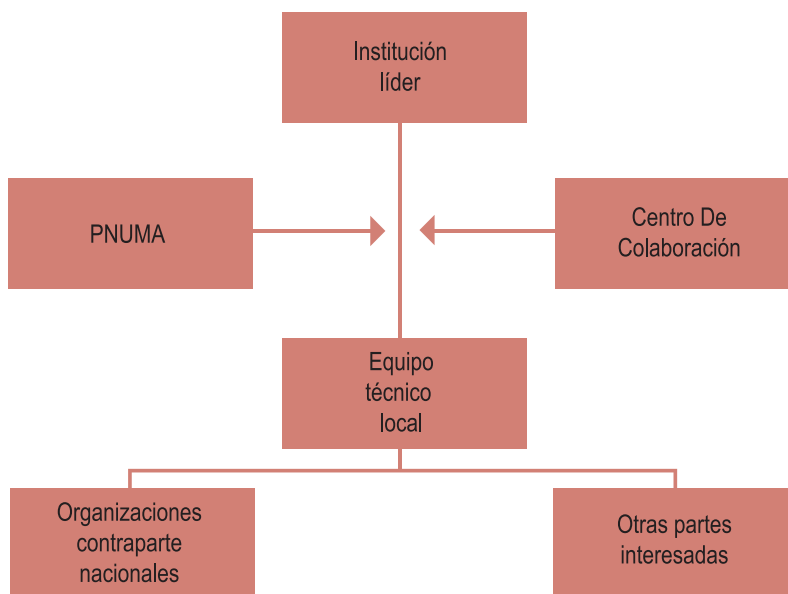 Institución
líder
PNUMA
Centro De
Colaboración
Equipo
técnico
local
Organizaciones
contraparte
nacionales
Otras partes
interesadas